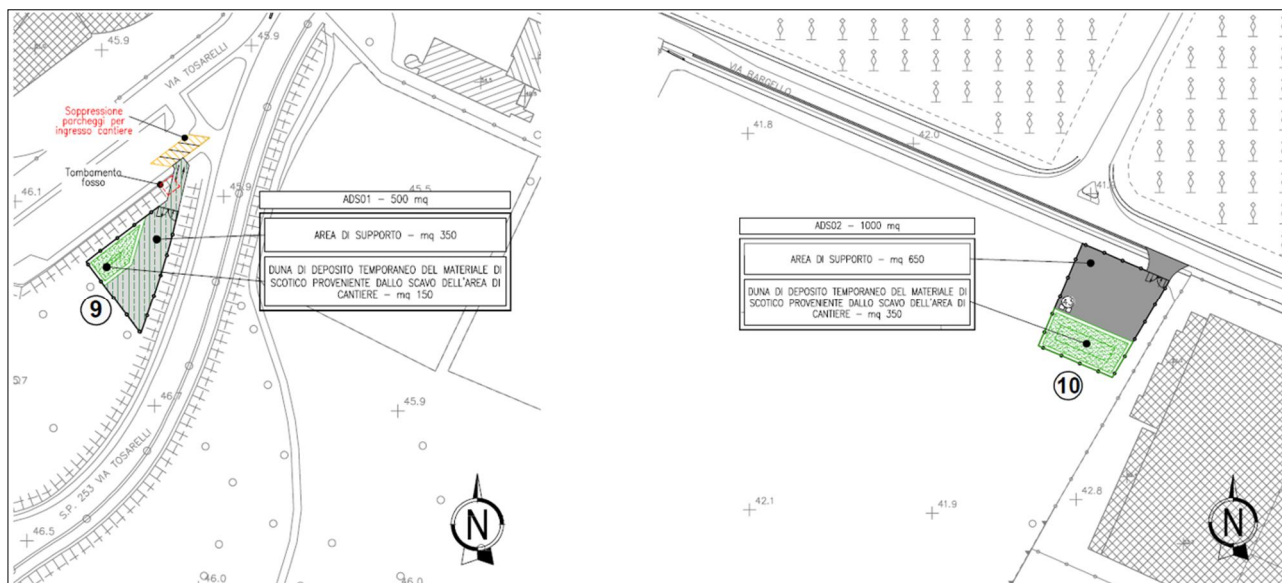 45.9
45.9
VIA TOSARELLI
Soppressione
parcheggi per
ingresso cantiere
Tombamento
fosso
46.1
45.9
45.5
ADS01 - 500 mq
AREA DI SUPPORTO - mq 350
DUNA DI DEPOSITO TEMPORANEO DEL MATERIALE DI
SCOTICO PROVENIENTE DALLO SCAVO DELL'AREA DI
CANTIERE - mq 150
9
46.7
45.9
S.P. 253 VIA TOSARELLI
46.5
46.0
46.0
N
VIA BARGELLO
41.8
42.0
ADS02 - 1000 mq
AREA DI SUPPORTO - mq 650
DUNA DI DEPOSITO TEMPORANEO DEL MATERIALE DI
SCOTICO PROVENIENTE DALLO SCAVO DELL'AREA DI
CANTIERE - mq 350
10
42.1
41.9
42.8
N